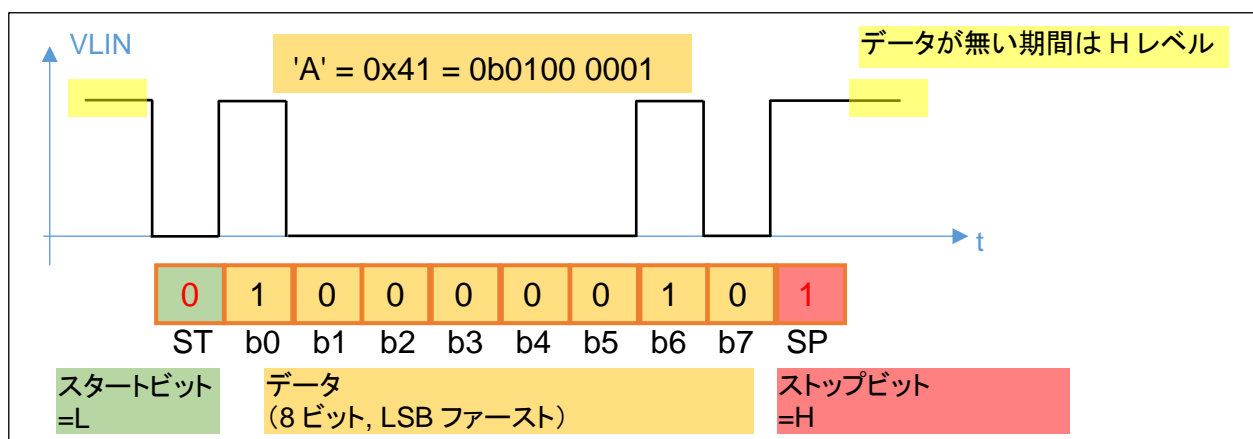 VLIN
データが無い期間は H レベル
'A' = 0x41 = 0b0100 0001
t
0 1 0 0 0 0 0 1 0 1
ST b0 b1 b2 b3 b4 b5 b6 b7 SP
スタートビット
=L
データ
（8 ビット, LSB ファースト）
ストップビット
=H